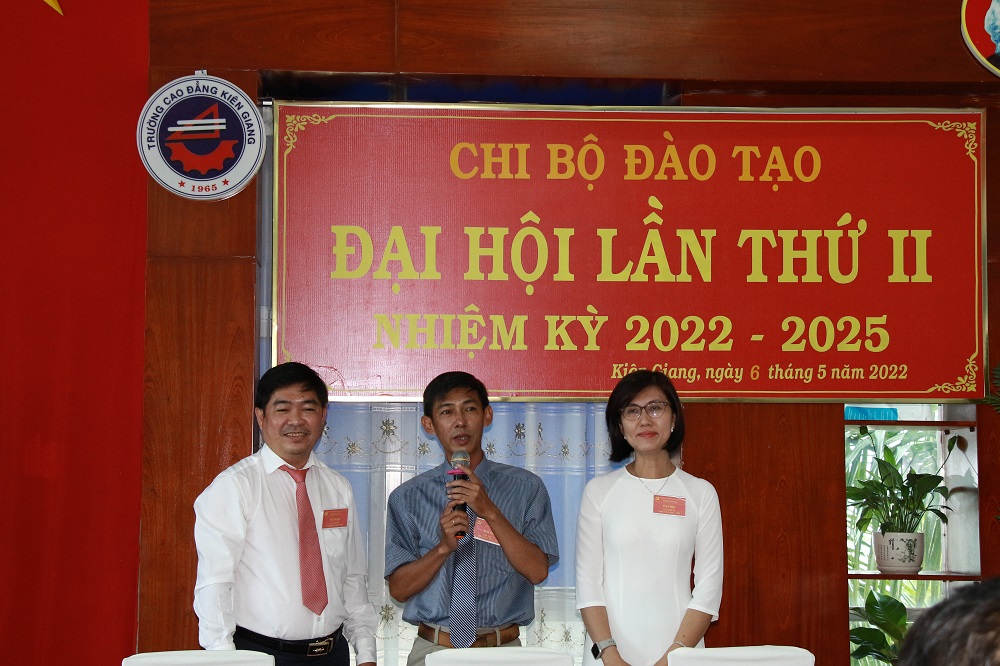 TRƯỜNG CAO ĐẲNG KIÊN GIANG
★ 1965 ★
CHI BỘ ĐÀO TẠO
ĐẠI HỘI LẦN THỨ II
NHIỆM KỲ 2022 - 2025
Kiên Giang, ngày 6 tháng 5 năm 2022